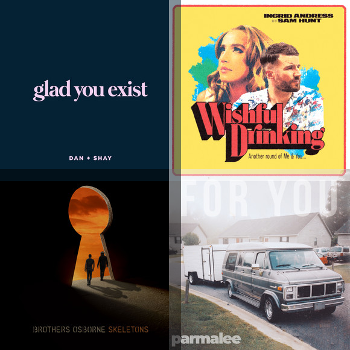 glad you exist
DAN + SHAY
INGRID ANDRESS
WITH SAM HUNT
Wishful
Drinking
Another round of Me & You...
BROTHERS OSBORNE SKELETONS
FOR YOU
parmalee